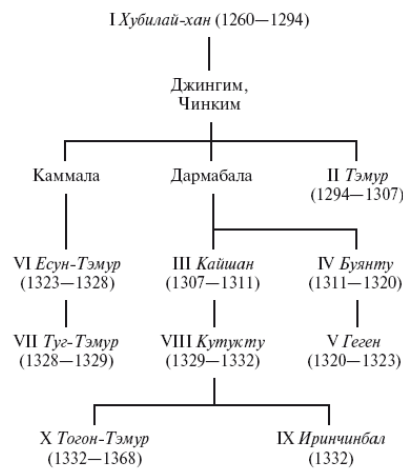 I Хубилай-хан (1260—1294)
Джингим,
Чинким
Каммала
Дармабала
II Тэмур
(1294—1307)
VI Есун-Тэмур
(1323—1328)
III Кайшан
(1307—1311)
IV Буянту
(1311—1320)
VII Туг-Тэмур
(1328—1329)
VIII Кутукту
(1329—1332)
V Геген
(1320—1323)
X Тогон-Тэмур
(1332—1368)
IX Иринчинбал
(1332)